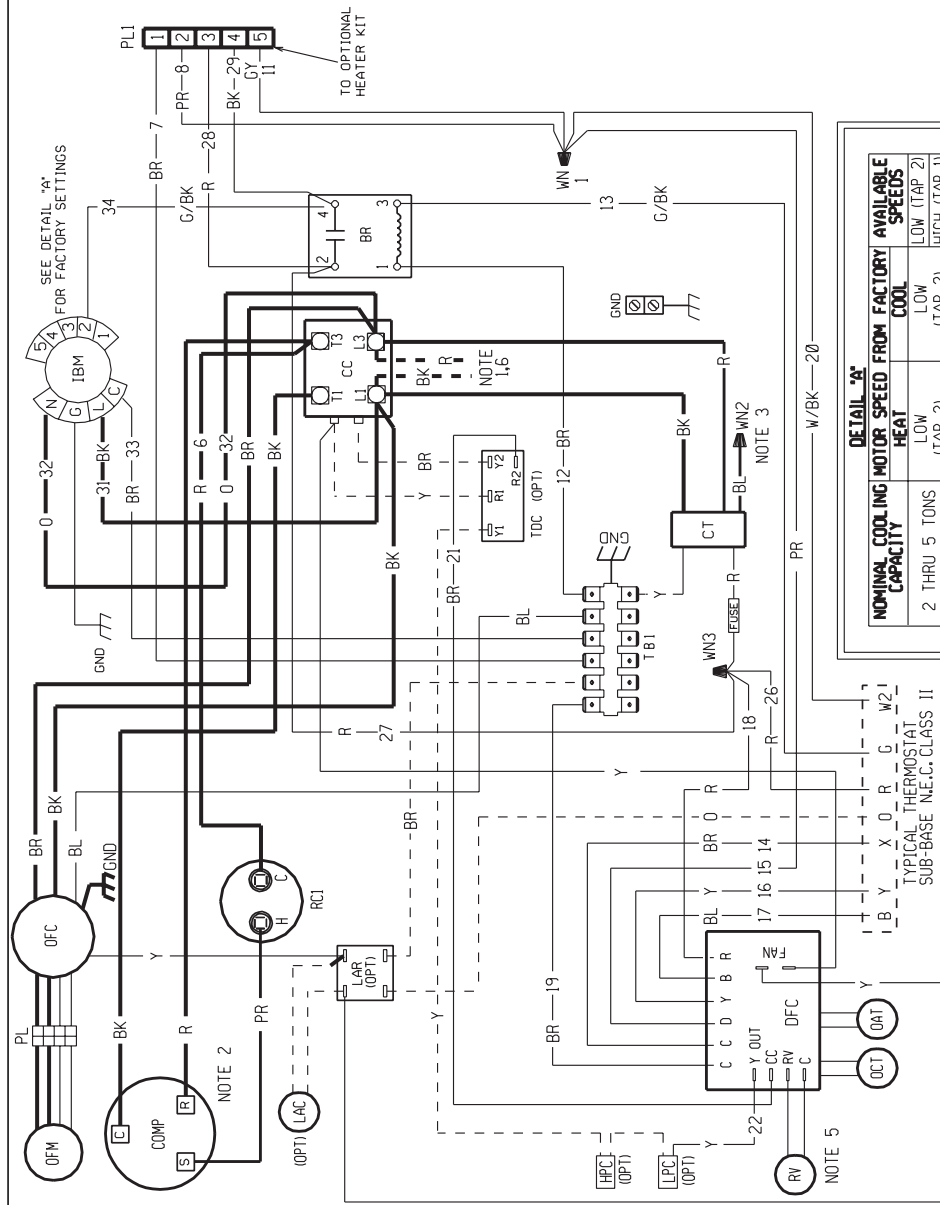 PL1
1
2
3
4
5
TO OPTIONAL
HEATER KIT
BR 7
PR 8
R 28
BK 29
GY 11
SEE DETAIL "A"
FOR FACTORY SETTINGS
34
G/BK
IBM
5
4
3
2
1
N
G
L
C
O 32
31 BK
BR 33
GND
4
2
BR
3
1
WN
1
13
G/BK
GND
T1
T3
CC
L1
L3
BK
R
NOTE
1,6
R 6
O 32
BR
BK
BR
Y
Y1
R1
Y2
R2
TDC (OPT)
BR 21
12 BR
BK
R
BL
WN2
NOTE 3
CT
Y
R
FUSE
WN3
GND
TB1
BL
BK
R 27
BR
Y
18
R 26
PR
W/BK 20
PL
OFM
OFC
BR
BK
BL
GND
Y
BK
R
PR
C
S
R
COMP
NOTE 2
H
C
RC1
LAR
(OPT)
(OPT)
LAC
Y
BR 19
HPC
(OPT)
LPC
(OPT)
Y 22
RV
NOTE 5
C
C
D
Y
B
R
Y OUT
CC
RV
C
DFC
FAN
OCT
OAT
Y
BL 17
Y 16
15
BR 14
O
R
B
Y
X
O
R
G
W2
TYPICAL THERMOSTAT
SUB-BASE N.E.C. CLASS II
DETAIL "A"
NOMINAL COOLING
CAPACITY
MOTOR SPEED FROM FACTORY
HEAT
COOL
AVAILABLE
SPEEDS
2 THRU 5 TONS
LOW
(TAP 2)
LOW
(TAP 2)
LOW (TAP 2)
HIGH (TAP 1)